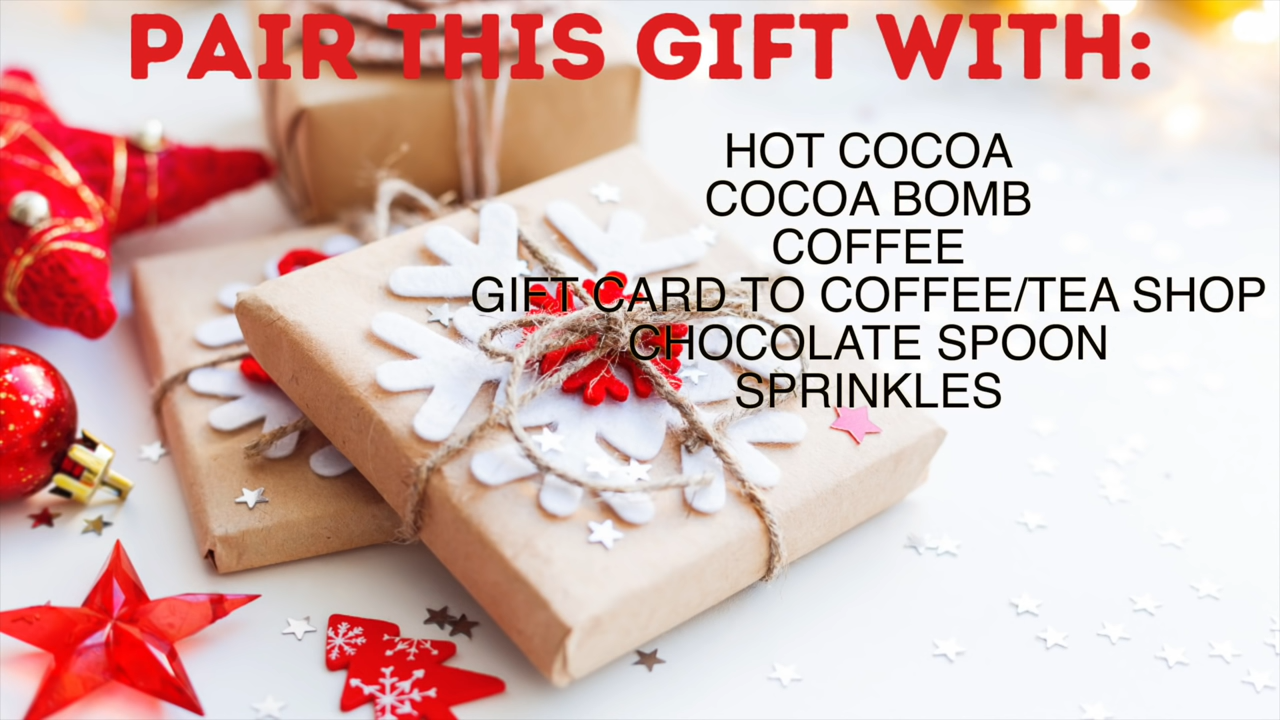 PAIR THIS GIFT WITH:
HOT COCOA
COCOA BOMB
COFFEE
GIFT CARD TO COFFEE/TEA SHOP
CHOCOLATE SPOON
SPRINKLES